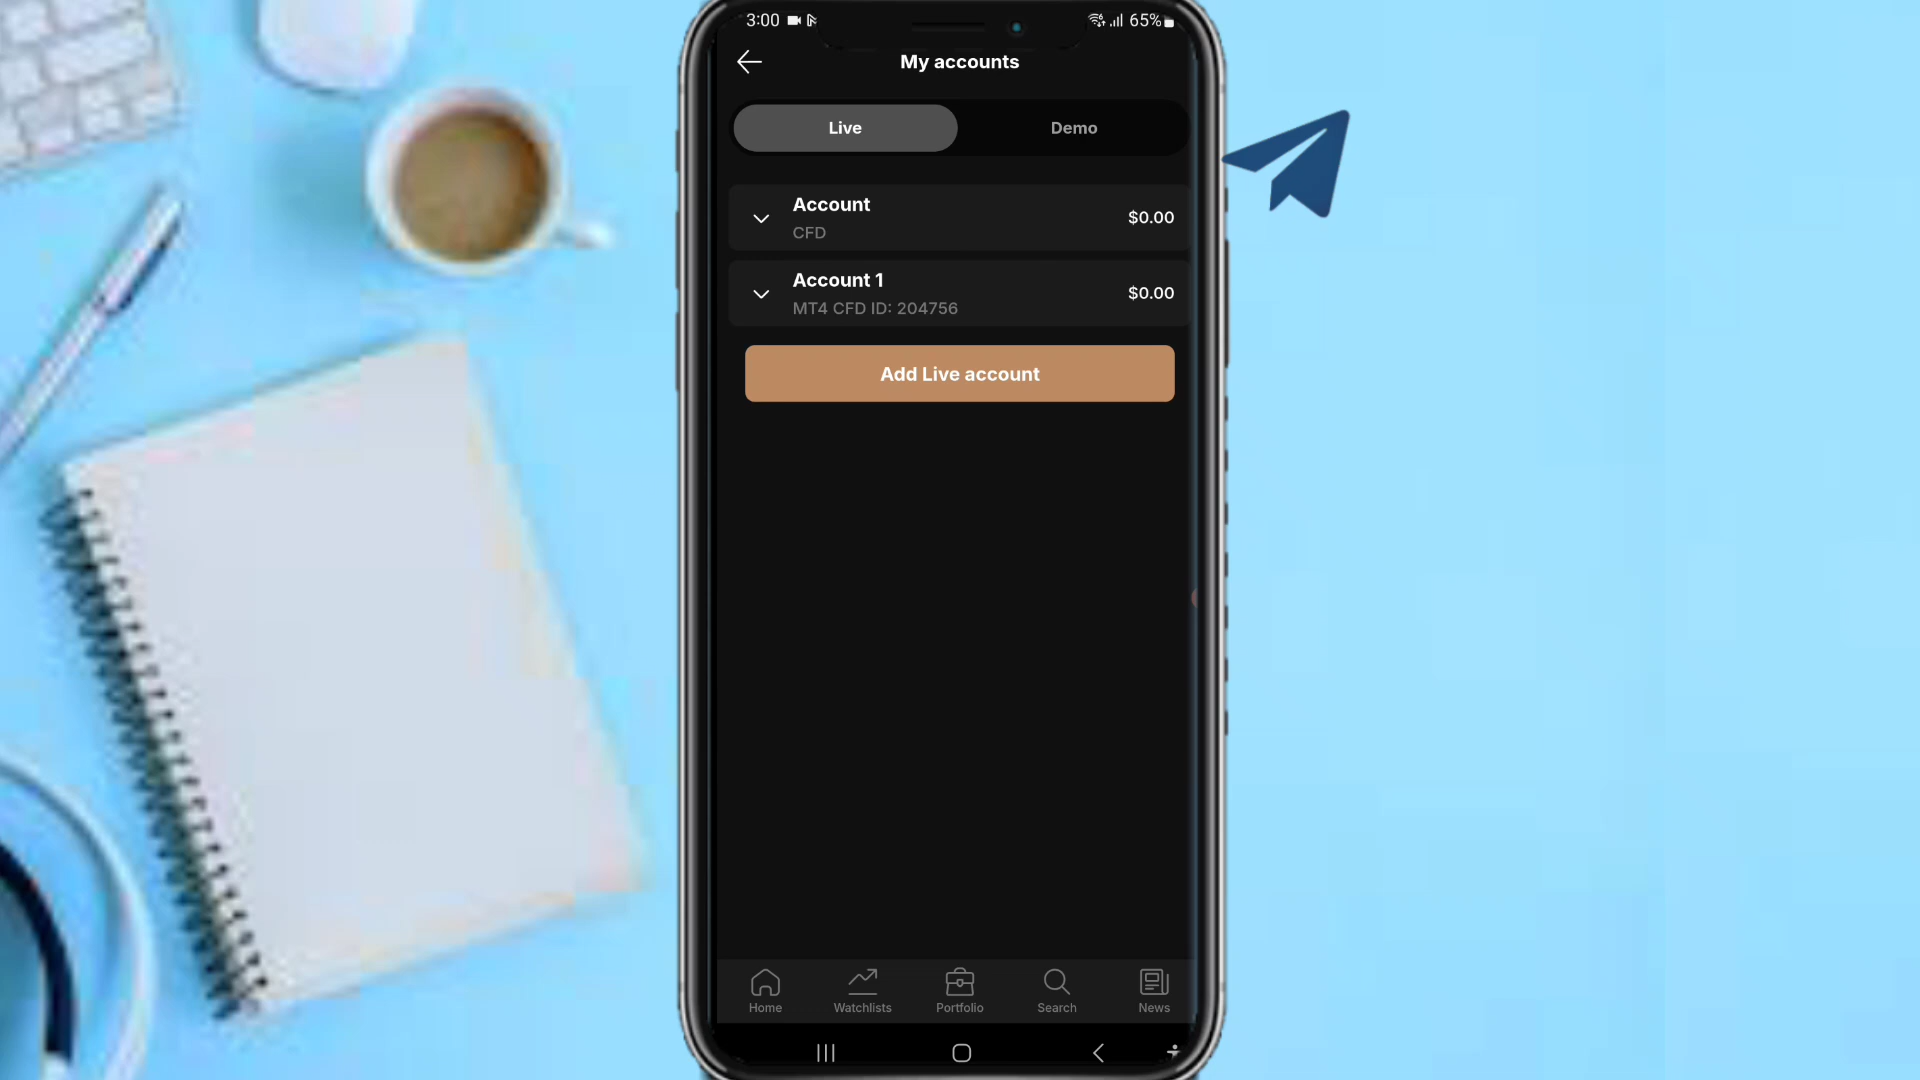 3:00 65%
My accounts
Live Demo
Account
CFD
$0.00
Account 1
MT4 CFD ID: 204756
$0.00
Add Live account
Home Watchlists Portfolio Search News